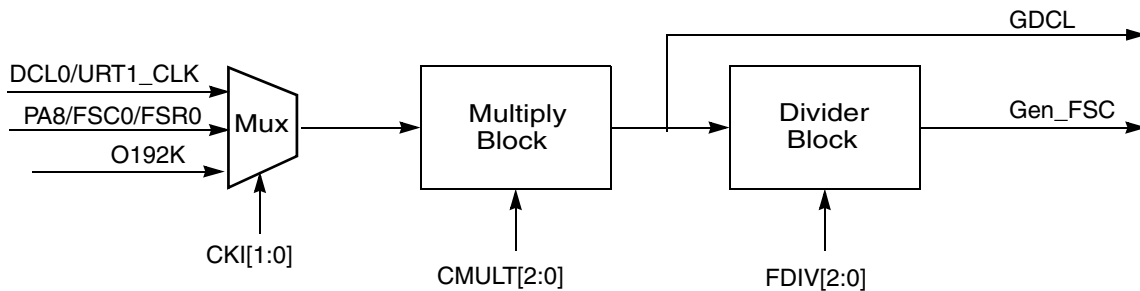 GDCL
DCL0/URT1_CLK
PA8/FSC0/FSR0
O192K
Mux
Multiply
Block
Divider
Block
Gen_FSC
CKI[1:0]
CMULT[2:0]
FDIV[2:0]